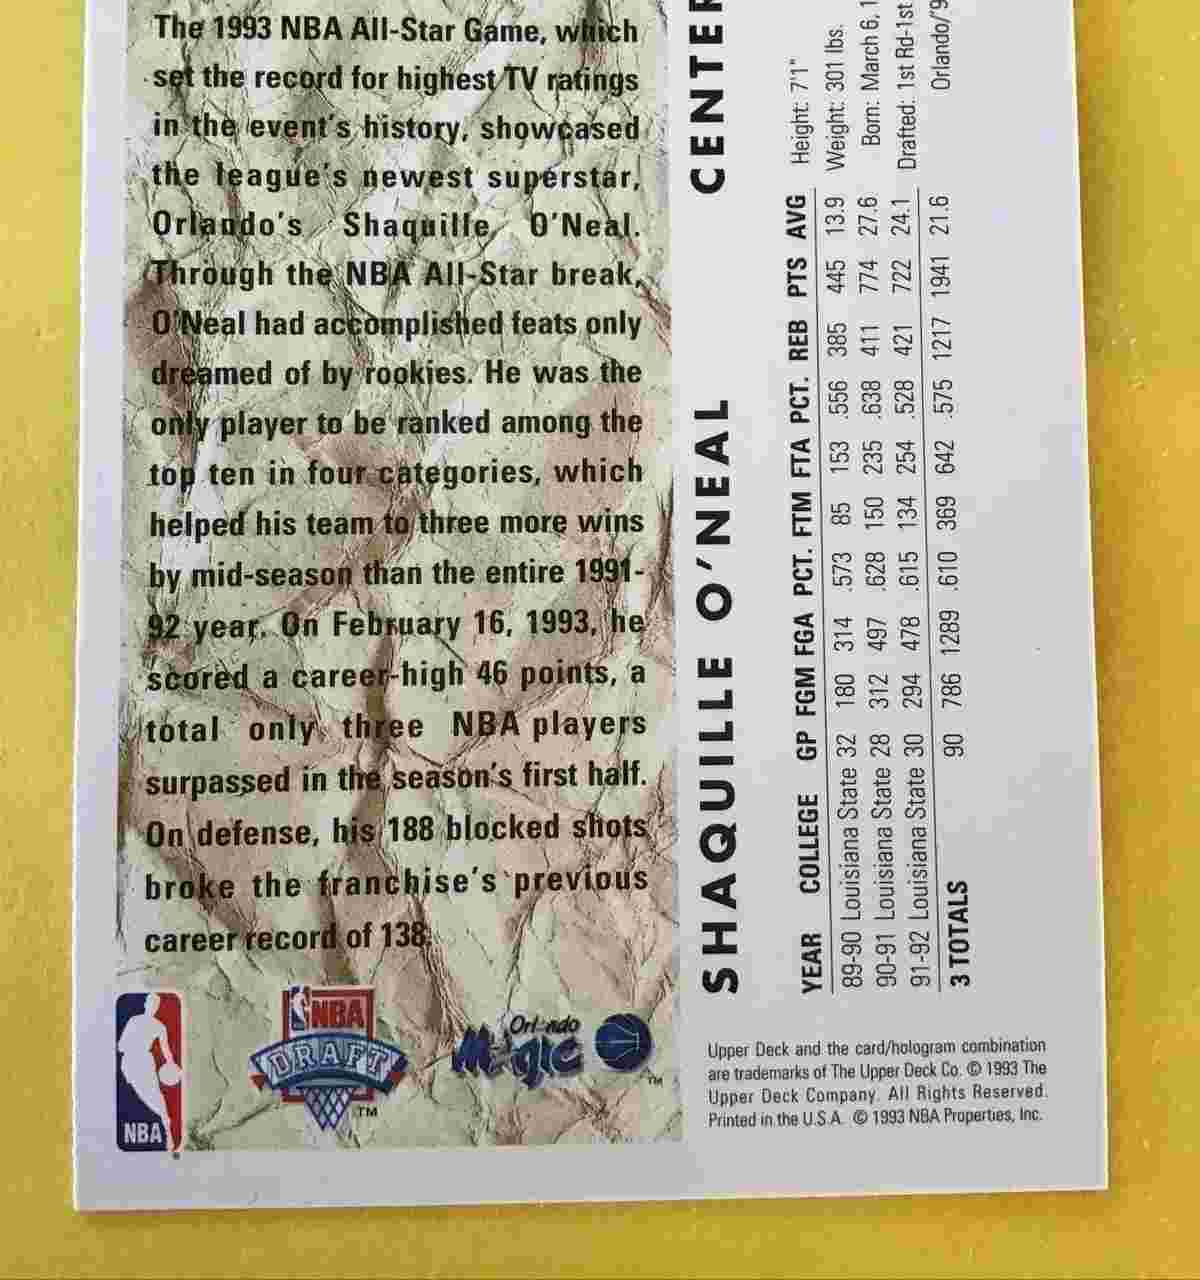 The 1993 NBA All-Star Game, which
set the record for highest TV ratings
in the event's history, showcased
the league's newest superstar,
Orlando's Shaquille O'Neal.
Through the NBA All-Star break,
O'Neal had accomplished feats only
dreamed of by rookies. He was the
only player to be ranked among the
top ten in four categories, which
helped his team to three more wins
by mid-season than the entire 1991-
92 year. On February 16, 1993, he
scored a career-high 46 points, a
total only three NBA players
surpassed in the season's first half.
On defense, his 188 blocked shots
broke the franchise's previous
career record of 138.
NBA
NBA
DRAFT
TM
Orlando
Magic
TM
SHAQUILLE O'NEAL
YEAR COLLEGE GP FGM FGA PCT. FTM FTA PCT. REB PTS AVG
89-90 Louisiana State 32 180 314 .573 85 153 .556 385 445 13.9
90-91 Louisiana State 28 312 497 .628 150 235 .638 411 774 27.6
91-92 Louisiana State 30 294 478 .615 134 254 .528 421 722 24.1
3 TOTALS 90 786 1289 .610 369 642 .575 1217 1941 21.6
Height: 7'1"
Weight: 301 lbs.
Born: March 6,
Drafted: 1st Rd-1st
Upper Deck and the card/hologram combination
are trademarks of The Upper Deck Co. © 1993 The
Upper Deck Company. All Rights Reserved.
Printed in the U.S.A. © 1993 NBA Properties, Inc.